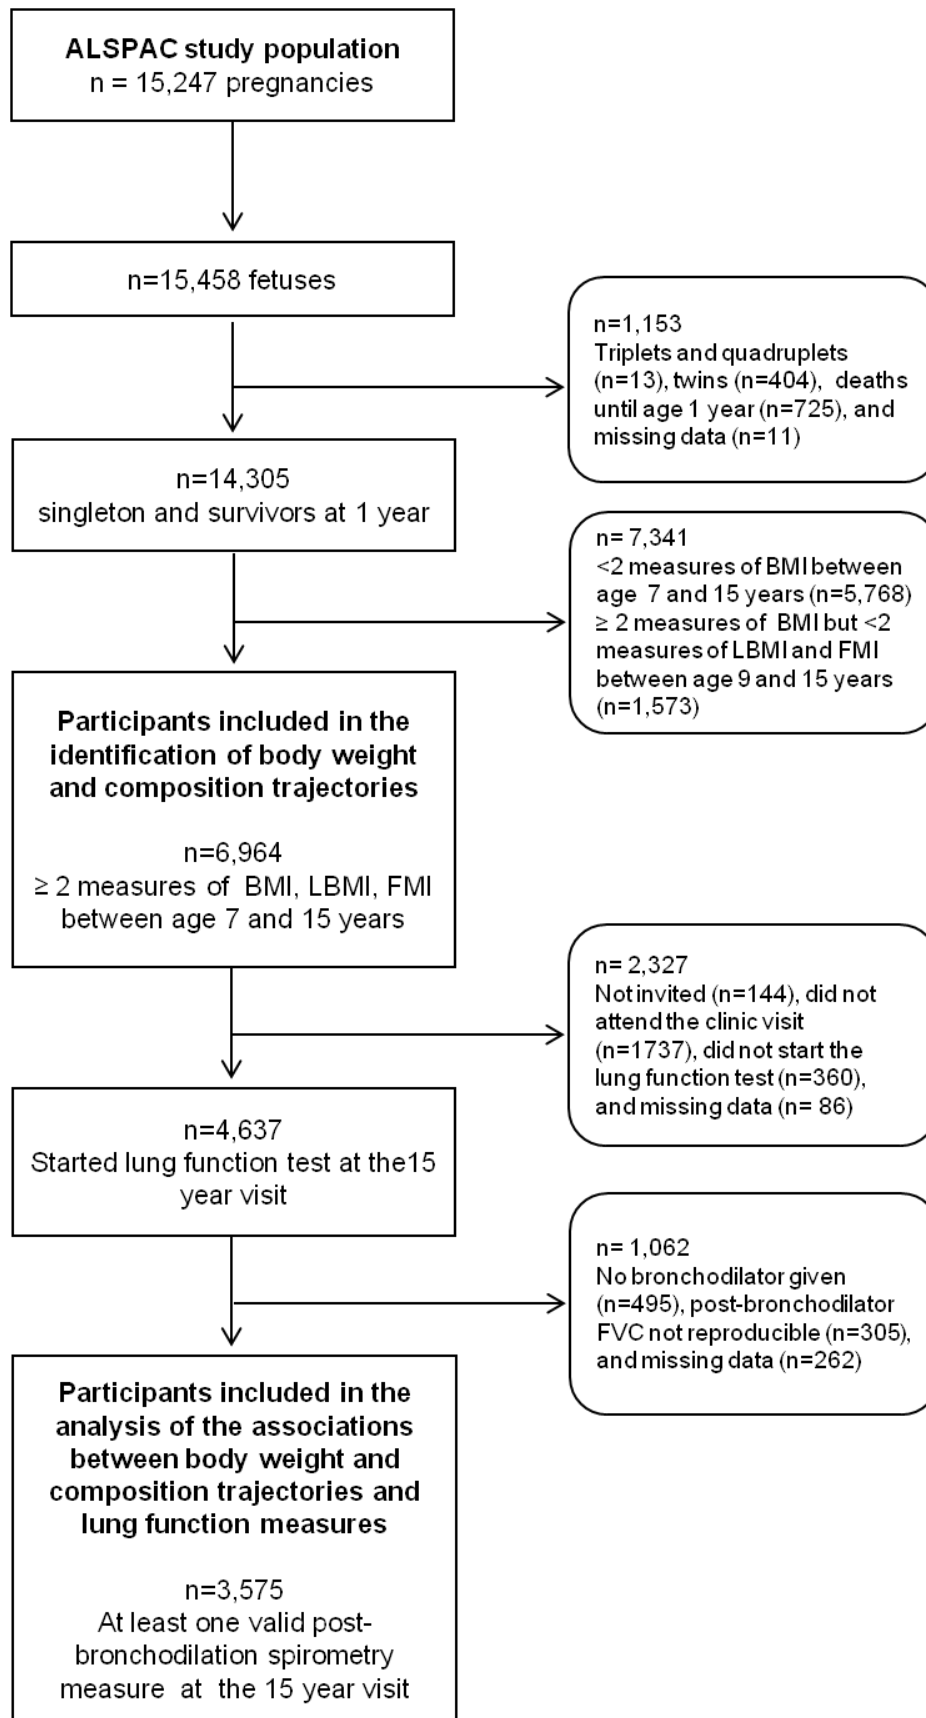 ALSPAC study population
n = 15,247 pregnancies
n=15,458 fetuses
n=1,153
Triplets and quadruplets
(n=13), twins (n=404), deaths
until age 1 year (n=725), and
missing data (n=11)
n=14,305
singleton and survivors at 1 year
n= 7,341
<2 measures of BMI between
age 7 and 15 years (n=5,768)
≥ 2 measures of BMI but <2
measures of LBMI and FMI
between age 9 and 15 years
(n=1,573)
Participants included in the
identification of body weight
and composition trajectories
n=6,964
≥ 2 measures of BMI, LBMI, FMI
between age 7 and 15 years
n= 2,327
Not invited (n=144), did not
attend the clinic visit
(n=1737), did not start the
lung function test (n=360),
and missing data (n= 86)
n=4,637
Started lung function test at the15
year visit
n= 1,062
No bronchodilator given
(n=495), post-bronchodilator
FVC not reproducible (n=305),
and missing data (n=262)
Participants included in the
analysis of the associations
between body weight and
composition trajectories and
lung function measures
n=3,575
At least one valid post-
bronchodilation spirometry
measure at the 15 year visit